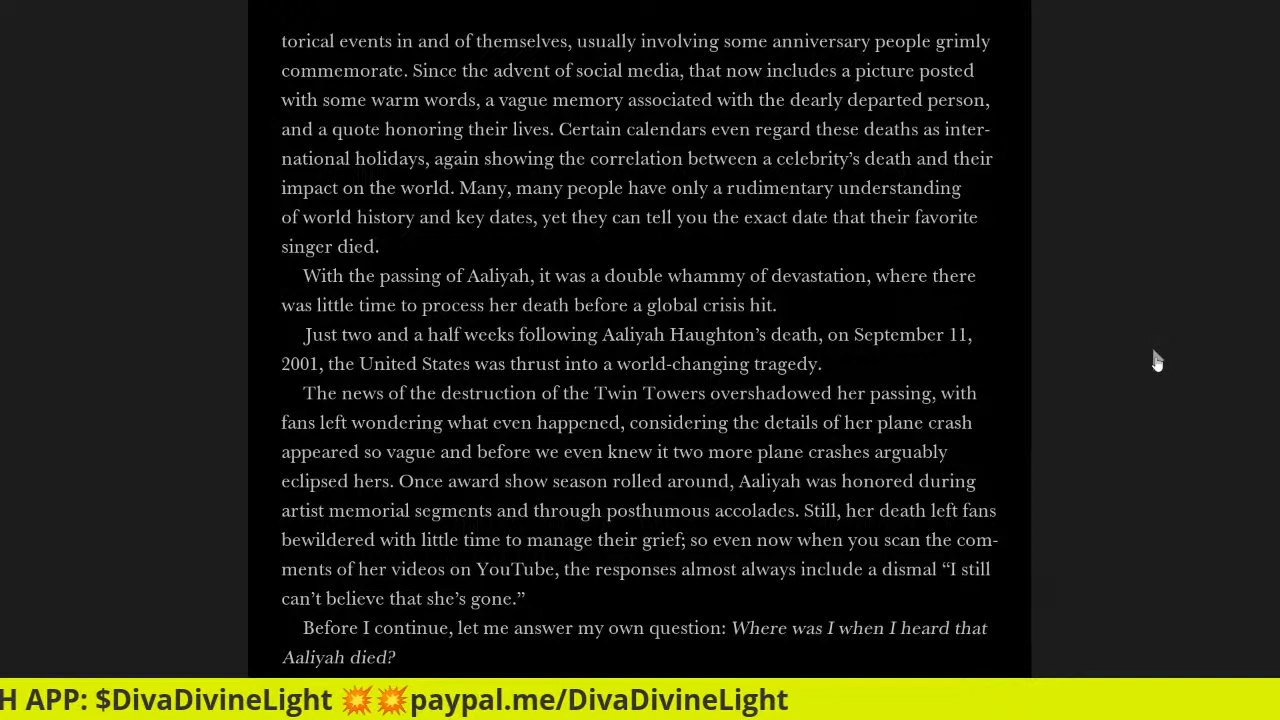 torical events in and of themselves, usually involving some anniversary people grimly
commemorate. Since the advent of social media, that now includes a picture posted
with some warm words, a vague memory associated with the dearly departed person,
and a quote honoring their lives. Certain calendars even regard these deaths as inter-
national holidays, again showing the correlation between a celebrity’s death and their
impact on the world. Many, many people have only a rudimentary understanding
of world history and key dates, yet they can tell you the exact date that their favorite
singer died.
With the passing of Aaliyah, it was a double whammy of devastation, where there
was little time to process her death before a global crisis hit.
Just two and a half weeks following Aaliyah Haughton’s death, on September 11,
2001, the United States was thrust into a world-changing tragedy.
The news of the destruction of the Twin Towers overshadowed her passing, with
fans left wondering what even happened, considering the details of her plane crash
appeared so vague and before we even knew it two more plane crashes arguably
eclipsed hers. Once award show season rolled around, Aaliyah was honored during
artist memorial segments and through posthumous accolades. Still, her death left fans
bewildered with little time to manage their grief; so even now when you scan the com-
ments of her videos on YouTube, the responses almost always include a dismal “I still
can’t believe that she’s gone.”
Before I continue, let me answer my own question: Where was I when I heard that
Aaliyah died?
H APP: $DivaDivineLight 💥💥paypal.me/DivaDivineLight